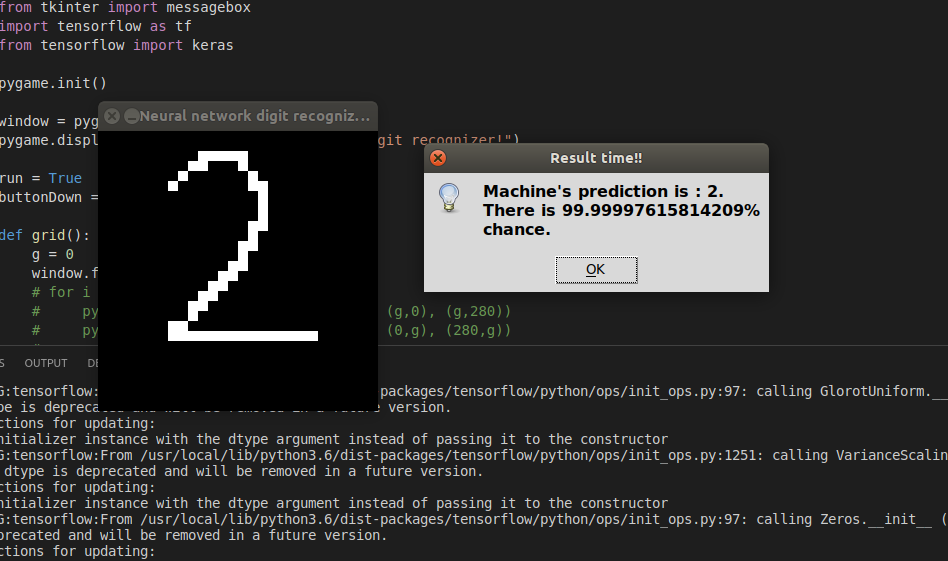 from tkinter import messagebox
import tensorflow as tf
from tensorflow import keras
pygame.init()
window = pyg
pygame.displ
git recognizer!")
run = True
buttonDown =
def grid():
g = 0
window.f
# for i
# py (g,0), (g,280))
# py (0,g), (280,g))
Neural network digit recogniz...
2
Result time!!
Machine's prediction is : 2.
There is 99.99997615814209%
chance.
OK
S OUTPUT DE
G:tensorflow: -packages/tensorflow/python/ops/init_ops.py:97: calling GlorotUniform.__
pe is deprecated and will be removed in a future version.
ctions for updating:
nitializer instance with the dtype argument instead of passing it to the constructor
G:tensorflow:From /usr/local/lib/python3.6/dist-packages/tensorflow/python/ops/init_ops.py:1251: calling VarianceScalin
dtype is deprecated and will be removed in a future version.
ctions for updating:
nitializer instance with the dtype argument instead of passing it to the constructor
G:tensorflow:From /usr/local/lib/python3.6/dist-packages/tensorflow/python/ops/init_ops.py:97: calling Zeros.__init__ (
precated and will be removed in a future version.
ctions for updating: